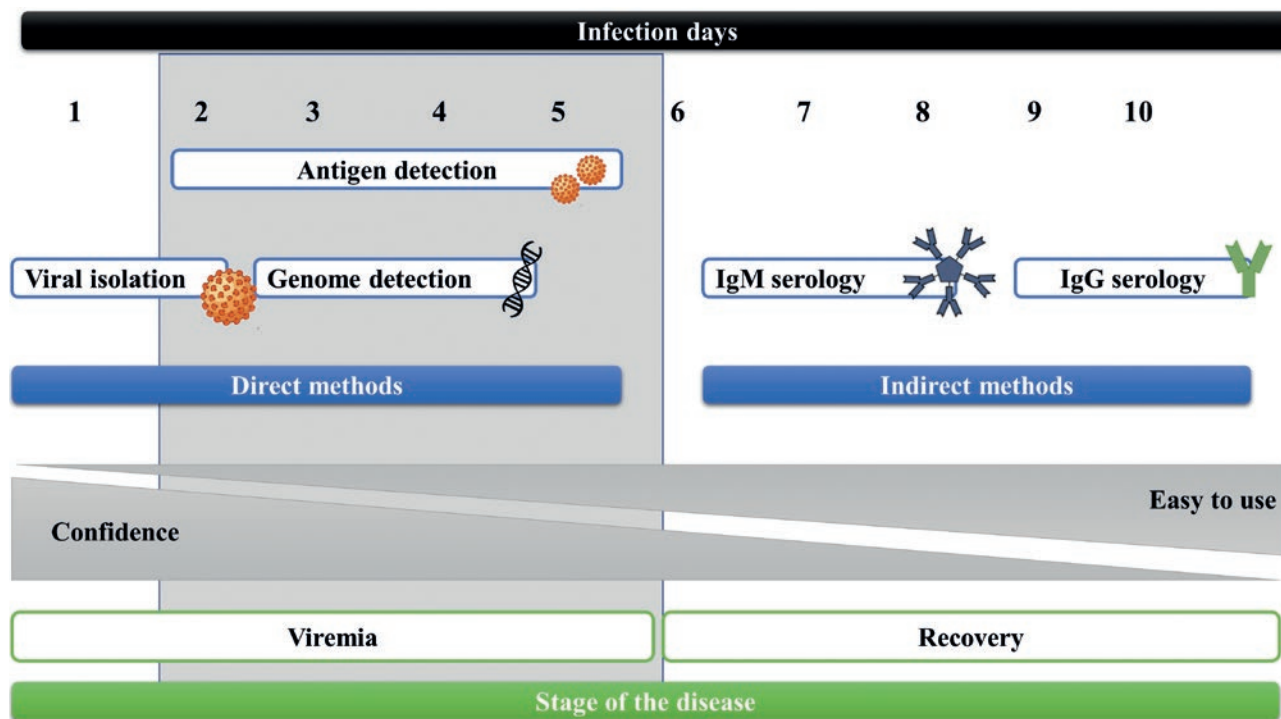 Infection days
1 2 3 4 5 6 7 8 9 10
Antigen detection
Viral isolation Genome detection IgM serology IgG serology
Direct methods Indirect methods
Easy to use
Confidence
Viremia Recovery
Stage of the disease